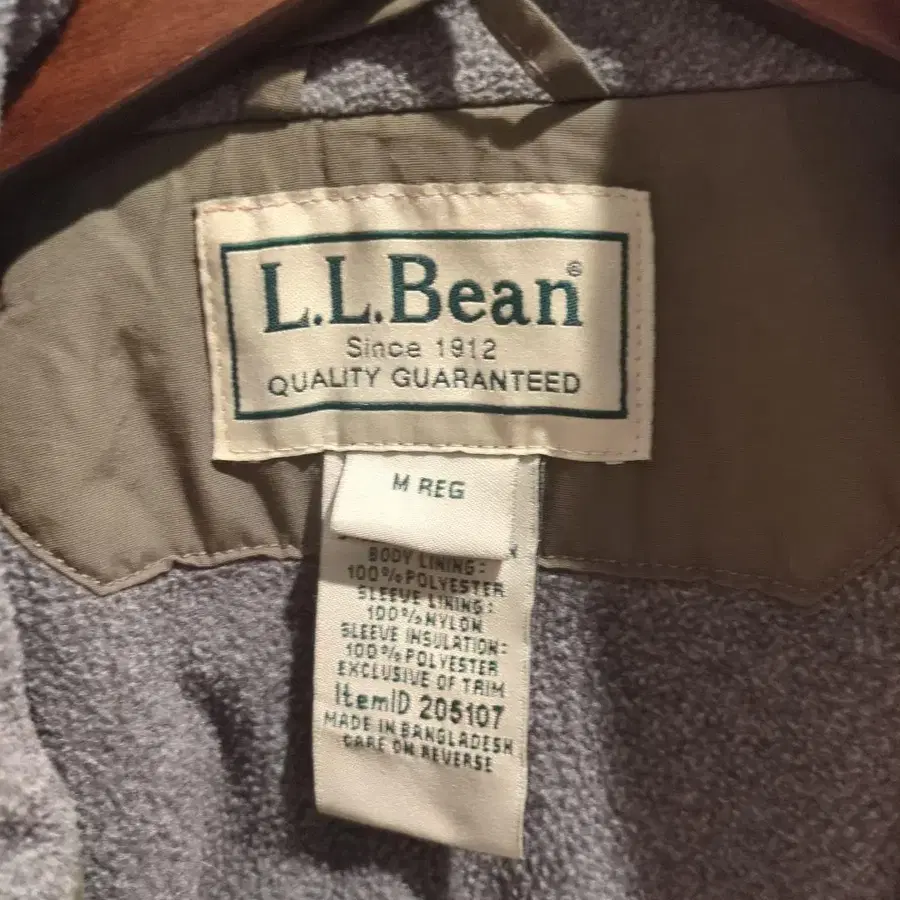 L.L.Bean®
Since 1912
QUALITY GUARANTEED
M REG
BODY LINING:
100% POLYESTER
SLEEVE LINING:
100% NYLON
SLEEVE INSULATION:
100% POLYESTER
EXCLUSIVE OF TRIM
ItemID 205107
MADE IN BANGLADESH
CARE ON REVERSE